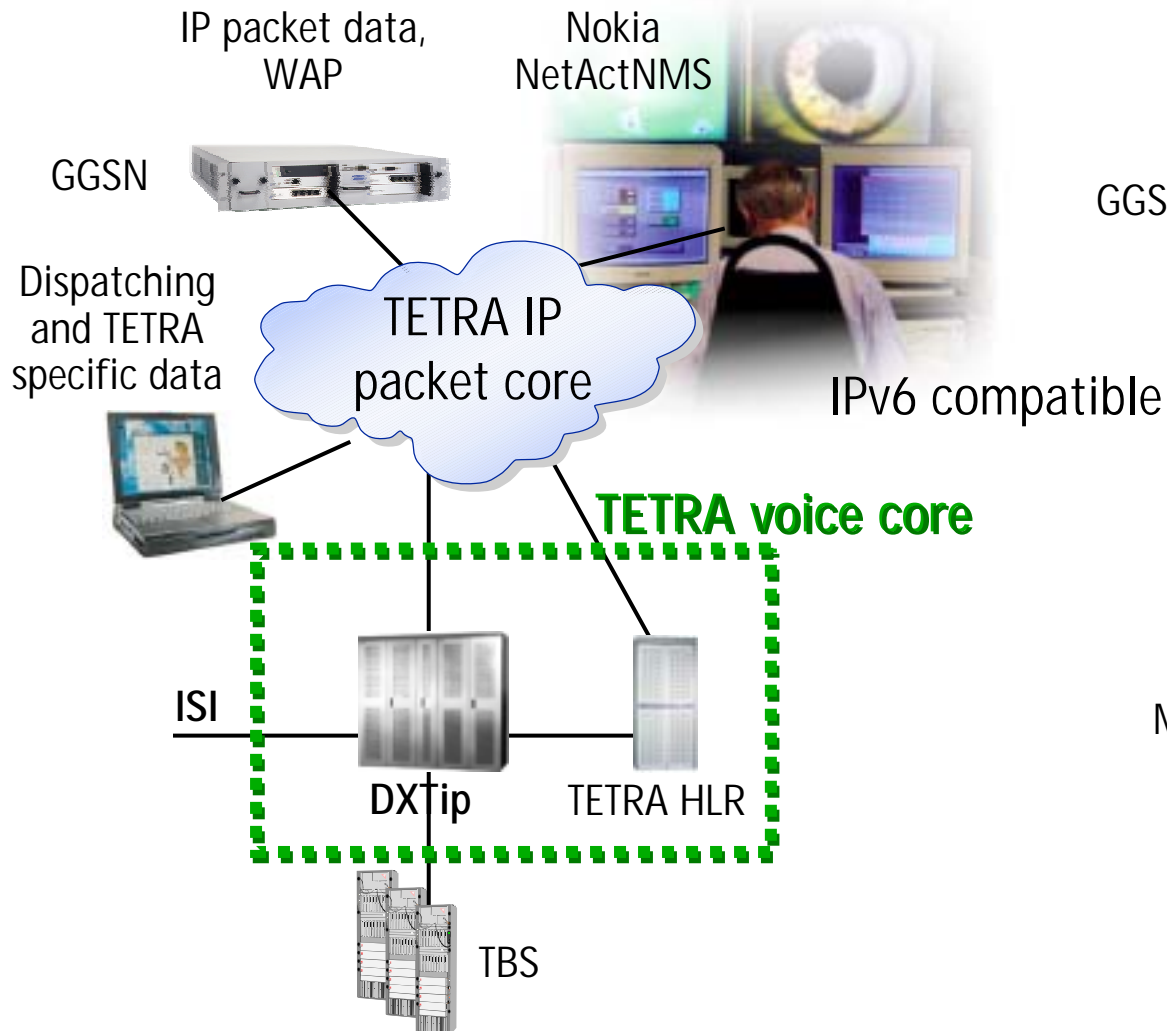 IP packet data,
WAP
Nokia
NetActNMS
GGSN
GGS
Dispatching
and TETRA
specific data
TETRA IP
packet core
IPv6 compatible
TETRA voice core
ISI
DXTip
TETRA HLR
TBS